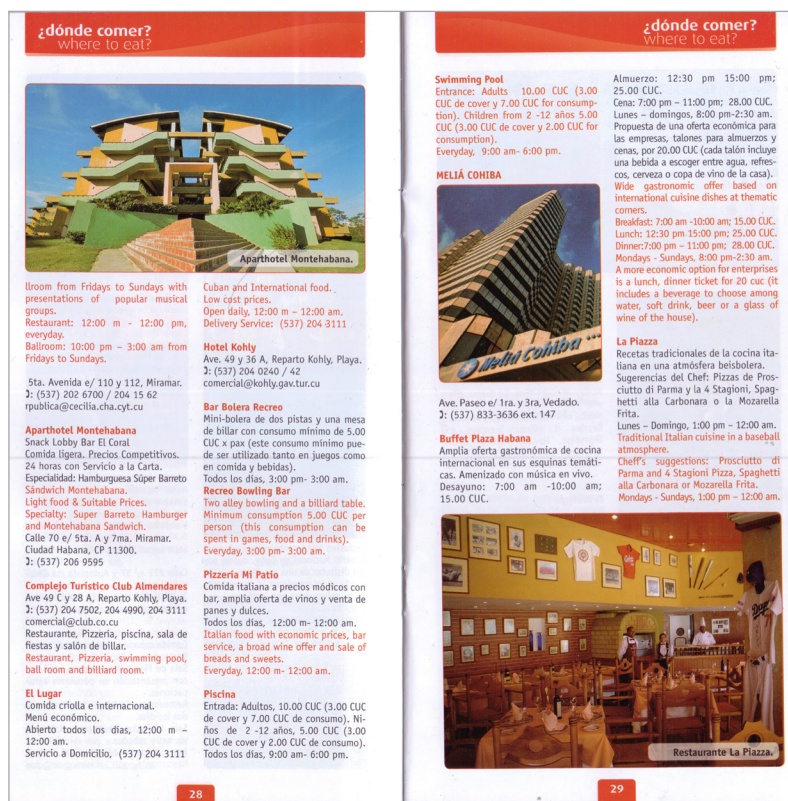 ¿dónde comer?
where to eat?
Aparthotel Montehabana.
llroom from Fridays to Sundays with
presentations of popular musical
groups.
Restaurant: 12:00 m - 12:00 pm,
everyday.
Ballroom: 10:00 pm – 3:00 am from
Fridays to Sundays.
5ta. Avenida e/ 110 y 112, Miramar.
: (537) 202 6700 / 204 15 62
rpublica@cecilia.cha.cyt.cu
Aparthotel Montehabana
Snack Lobby Bar El Coral
Comida ligera. Precios Competitivos.
24 horas con Servicio a la Carta.
Especialidad: Hamburguesa Súper Barreto
Sándwich Montehabana.
Light food & Suitable Prices.
Specialty: Super Barreto Hamburger
and Montehabana Sandwich.
Calle 70 e/ 5ta. A y 7ma. Miramar.
Ciudad Habana, CP 11300.
: (537) 206 9595
Complejo Turístico Club Almendares
Ave 49 C y 28 A, Reparto Kohly, Playa.
: (537) 204 7502, 204 4990, 204 3111
comercial@club.co.cu
Restaurante, Pizzería, piscina, sala de
fiestas y salón de billar.
Restaurant, Pizzeria, swimming pool,
ball room and billiard room.
El Lugar
Comida criolla e internacional.
Menú económico.
Abierto todos los días, 12:00 m –
12:00 am.
Servicio a Domicilio, (537) 204 3111
Cuban and International food.
Low cost prices.
Open daily, 12:00 m – 12:00 am.
Delivery Service: (537) 204 3111
Hotel Kohly
Ave. 49 y 36 A, Reparto Kohly, Playa.
: (537) 204 0240 / 42
comercial@kohly.gav.tur.cu
Bar Bolera Recreo
Mini-bolera de dos pistas y una mesa
de billar con consumo mínimo de 5.00
CUC x pax (este consumo mínimo pue-
de ser utilizado tanto en juegos como
en comida y bebidas).
Todos los días, 3:00 pm- 3:00 am.
Recreo Bowling Bar
Two alley bowling and a billiard table.
Minimum consumption 5.00 CUC per
person (this consumption can be
spent in games, food and drinks).
Everyday, 3:00 pm- 3:00 am.
Pizzería Mi Patio
Comida italiana a precios módicos con
bar, amplia oferta de vinos y venta de
panes y dulces.
Todos los días, 12:00 m- 12:00 am.
Italian food with economic prices, bar
service, a broad wine offer and sale of
breads and sweets.
Everyday, 12:00 m- 12:00 am.
Piscina
Entrada: Adultos, 10.00 CUC (3.00 CUC
de cover y 7.00 CUC de consumo). Ni-
ños de 2 -12 años, 5.00 CUC (3.00
CUC de cover y 2.00 CUC de consumo).
Todos los días, 9:00 am- 6:00 pm.
28
¿dónde comer?
where to eat?
Swimming Pool
Entrance: Adults 10.00 CUC (3.00
CUC de cover y 7.00 CUC for consump-
tion). Children from 2 -12 años 5.00
CUC (3.00 CUC de cover y 2.00 CUC for
consumption).
Everyday, 9:00 am- 6:00 pm.
MELIÁ COHIBA
Meliá Cohiba
Ave. Paseo e/ 1ra. y 3ra, Vedado.
: (537) 833-3636 ext. 147
Buffet Plaza Habana
Amplia oferta gastronómica de cocina
internacional en sus esquinas temáti-
cas. Amenizado con música en vivo.
Desayuno: 7:00 am -10:00 am;
15.00 CUC.
Almuerzo: 12:30 pm 15:00 pm;
25.00 CUC.
Cena: 7:00 pm – 11:00 pm; 28.00 CUC.
Lunes – domingos, 8:00 pm-2:30 am.
Propuesta de una oferta económica para
las empresas, talones para almuerzos y
cenas, por 20.00 CUC (cada talón incluye
una bebida a escoger entre agua, refres-
cos, cerveza o copa de vino de la casa).
Wide gastronomic offer based on
international cuisine dishes at thematic
corners.
Breakfast: 7:00 am -10:00 am; 15.00 CUC.
Lunch: 12:30 pm 15:00 pm; 25.00 CUC.
Dinner:7:00 pm – 11:00 pm; 28.00 CUC.
Mondays - Sundays, 8:00 pm-2:30 am.
A more economic option for enterprises
is a lunch, dinner ticket for 20 cuc (it
includes a beverage to choose among
water, soft drink, beer or a glass of
wine of the house).
La Piazza
Recetas tradicionales de la cocina ita-
liana en una atmósfera beisbolera.
Sugerencias del Chef: Pizzas de Pros-
ciutto di Parma y la 4 Stagioni, Spag-
hetti alla Carbonara o la Mozarella
Frita.
Lunes – Domingo, 1:00 pm – 12:00 am.
Traditional Italian cuisine in a baseball
atmosphere.
Cheff's suggestions: Prosciutto di
Parma and 4 Stagioni Pizza, Spaghetti
alla Carbonara or Mozarella Frita.
Mondays - Sundays, 1:00 pm – 12:00 am.
Restaurante La Piazza.
29